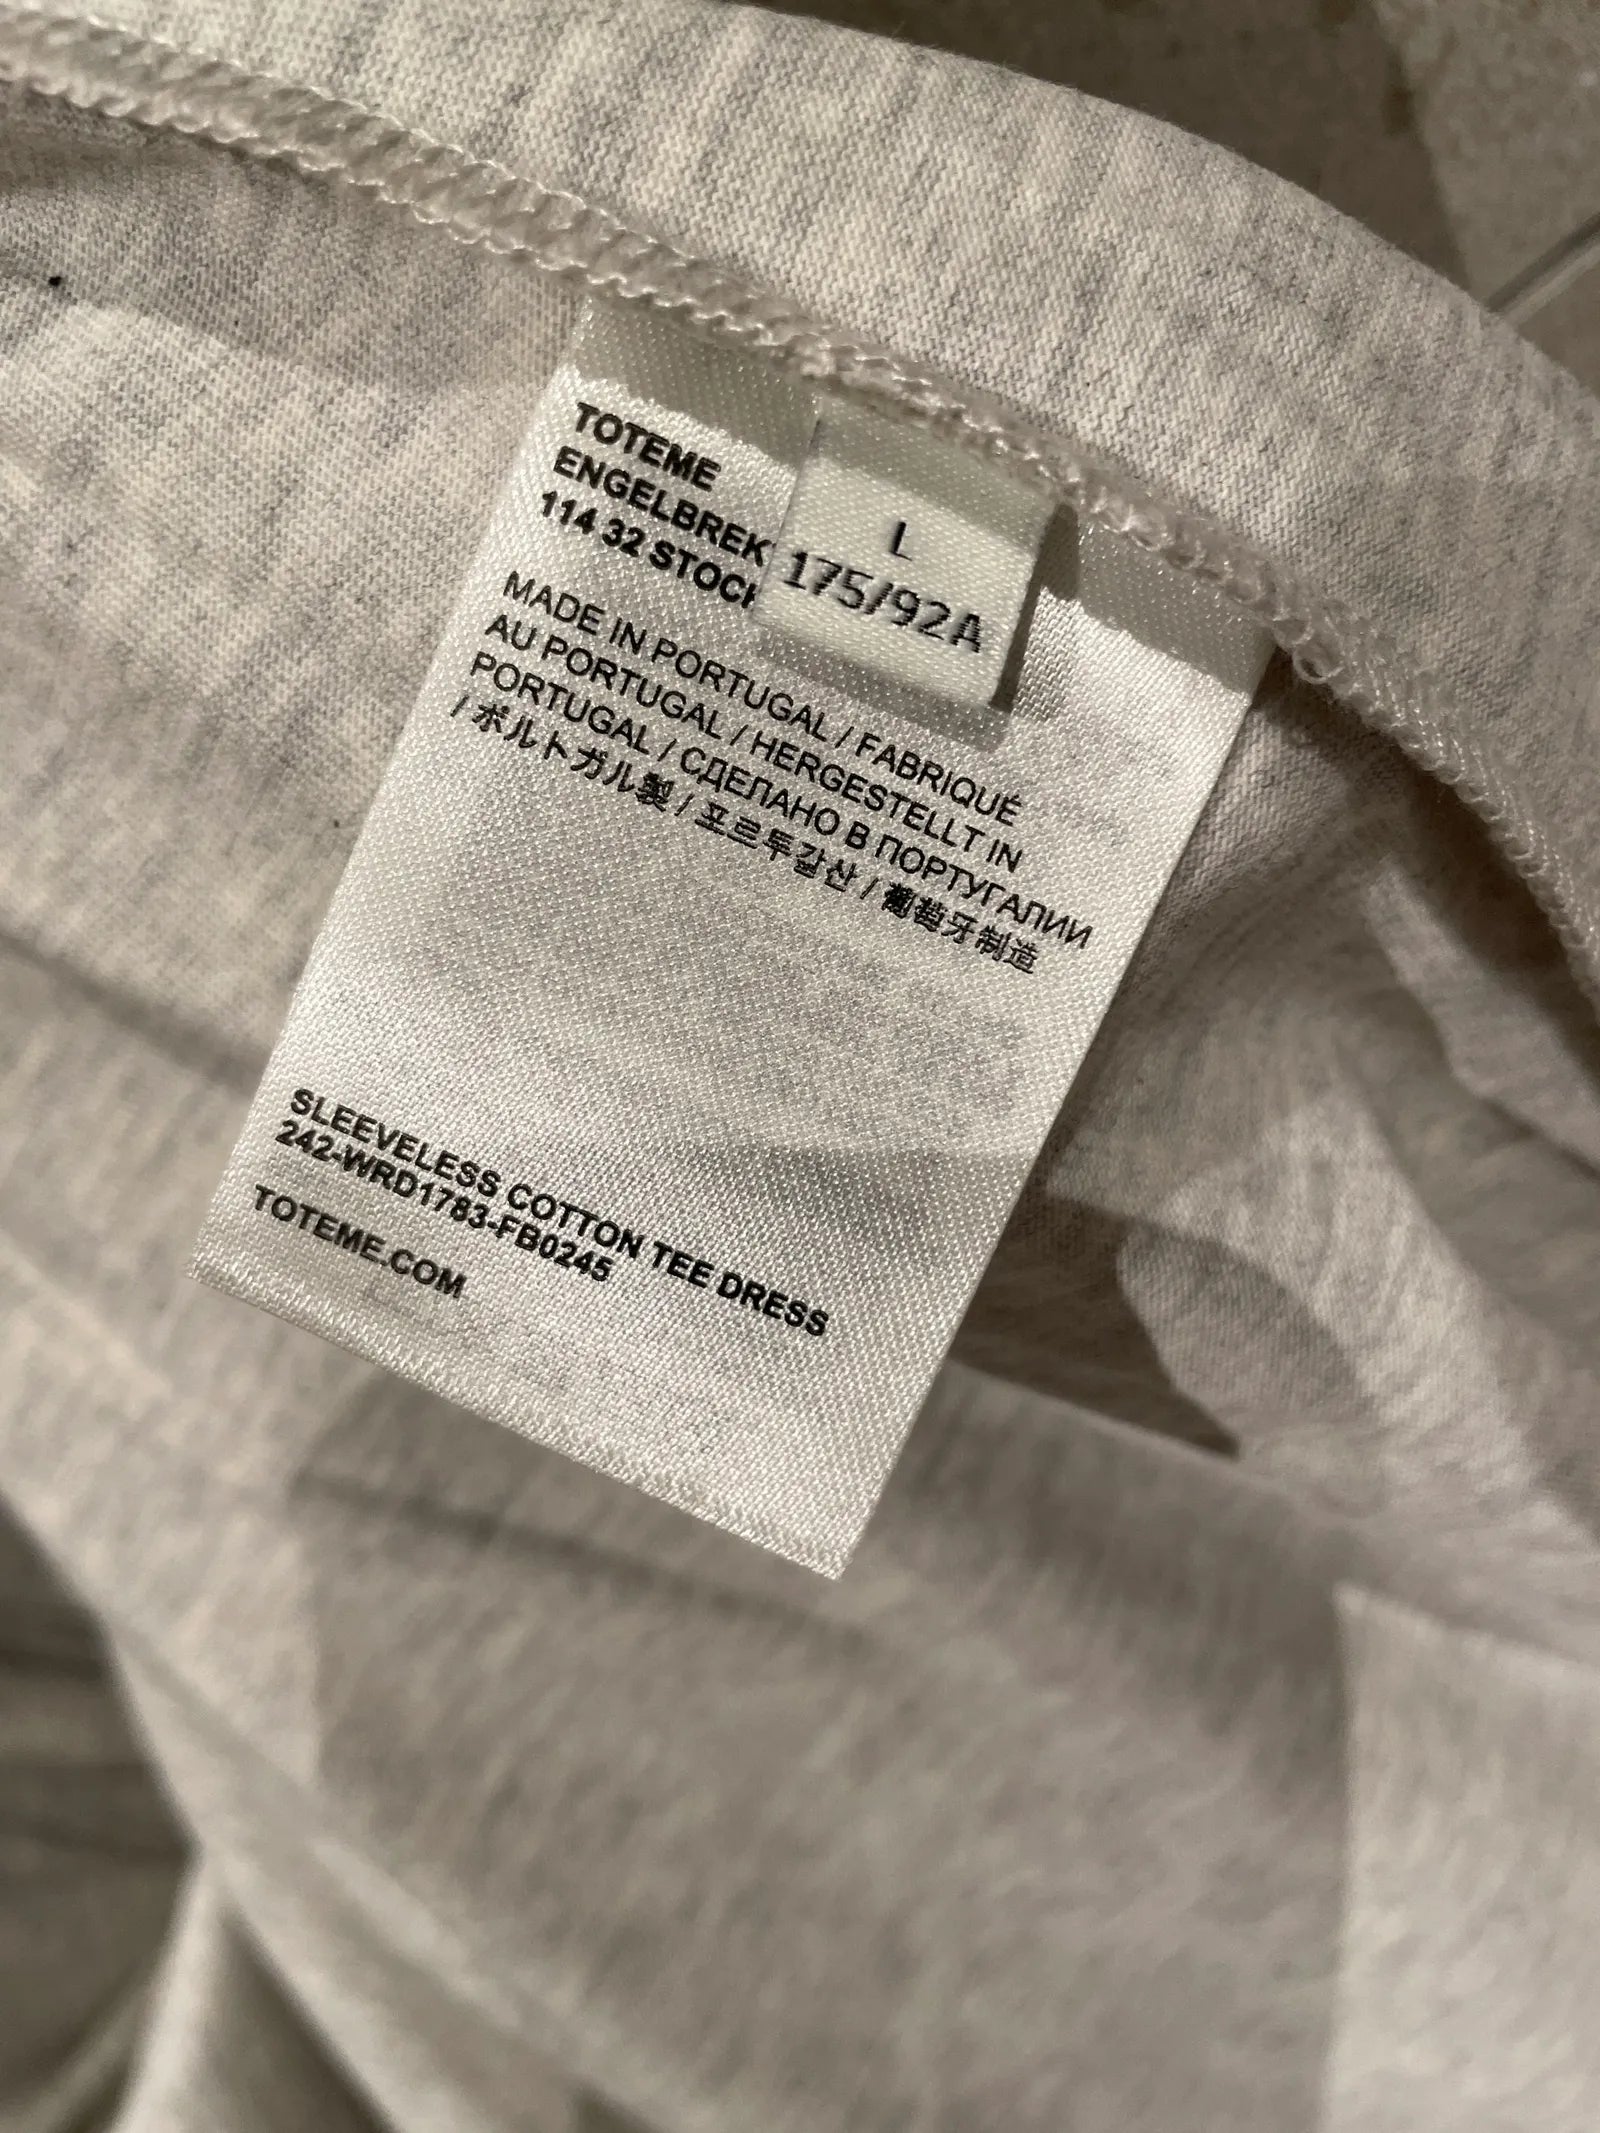 TOTEME
ENGELBREK
114 32 STOCK
L
175/92A
MADE IN PORTUGAL / FABRIQUÉ
AU PORTUGAL / HERGESTELLT IN
PORTUGAL / СДЕЛАНО В ПОРТУГАЛИИ
/ ポルトガル製 / 포르투갈산 / 葡萄牙制造
SLEEVELESS COTTON TEE DRESS
242-WRD1783-FB0245
TOTEME.COM